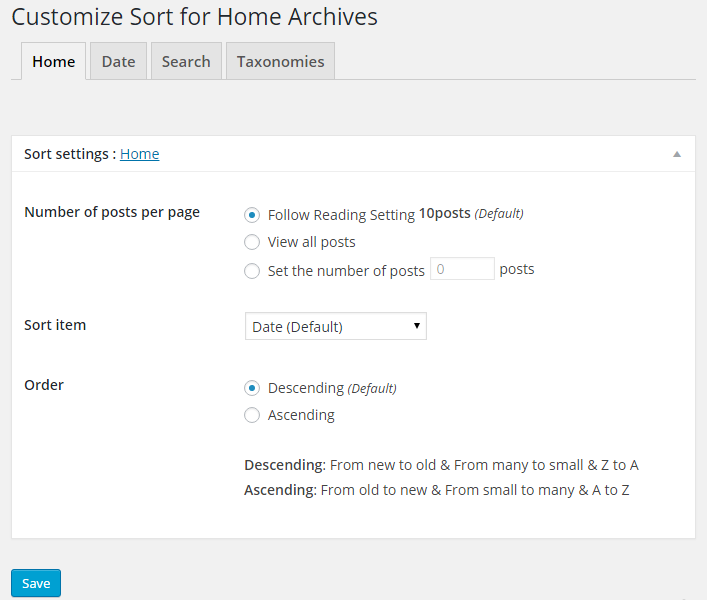 Customize Sort for Home Archives
Home Date Search Taxonomies
Sort settings : Home
Number of posts per page
Follow Reading Setting 10posts (Default)
View all posts
Set the number of posts 0 posts
Sort item
Date (Default)
Order
Descending (Default)
Ascending
Descending: From new to old & From many to small & Z to A
Ascending: From old to new & From small to many & A to Z
Save